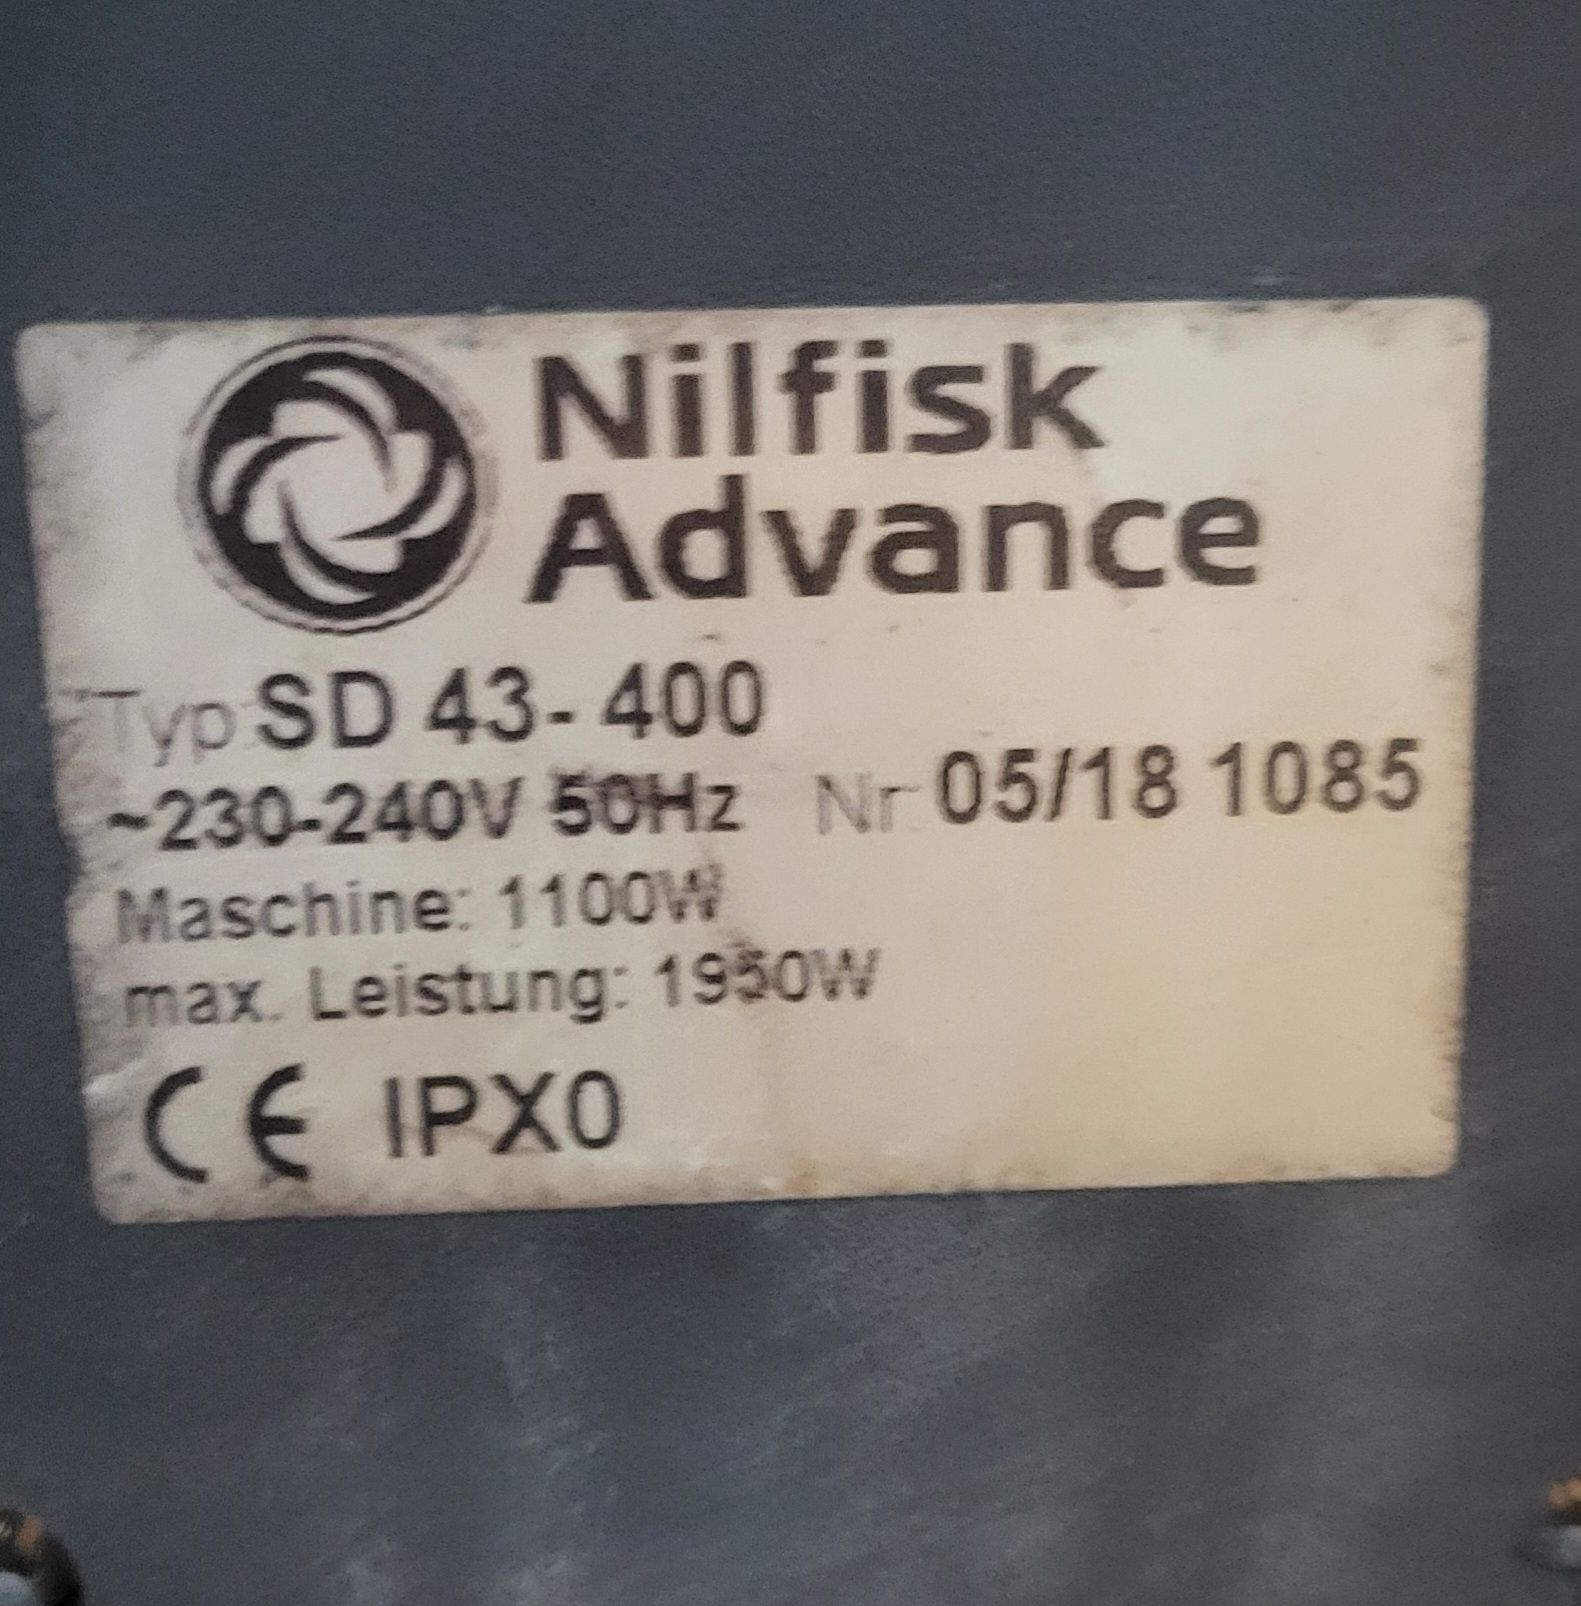 Nilfisk
Advance
Typ SD 43-400
~230-240V 50Hz Nr 05/18 1085
Maschine: 1100W
max. Leistung: 1950W
CE IPX0